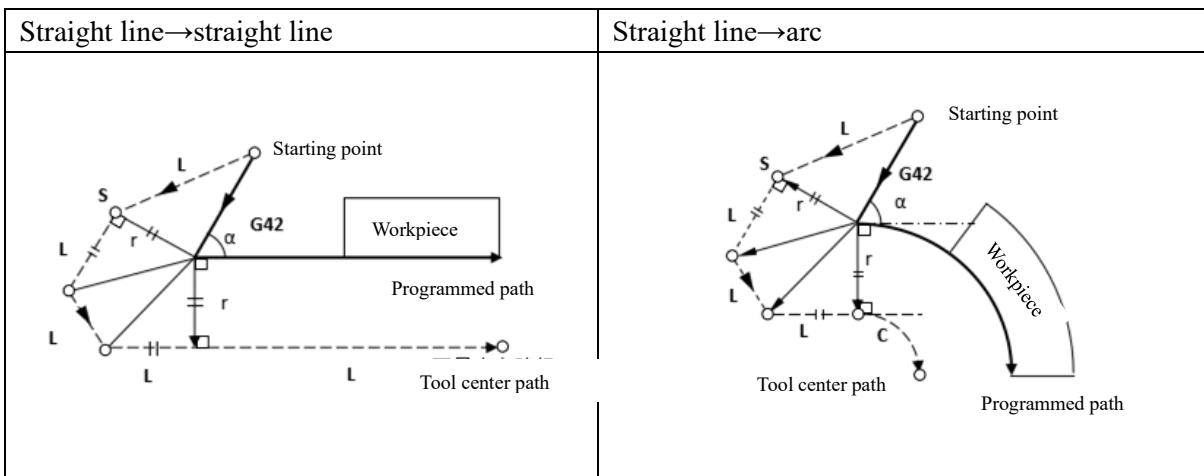 Straight line→straight line
Straight line→arc
Starting point
L
S
G42
α
r
L
Workpiece
Programmed path
r
L
L
L
Tool center path
Starting point
L
S
G42
α
r
L
Workpiece
r
L
L
C
Tool center path
Programmed path